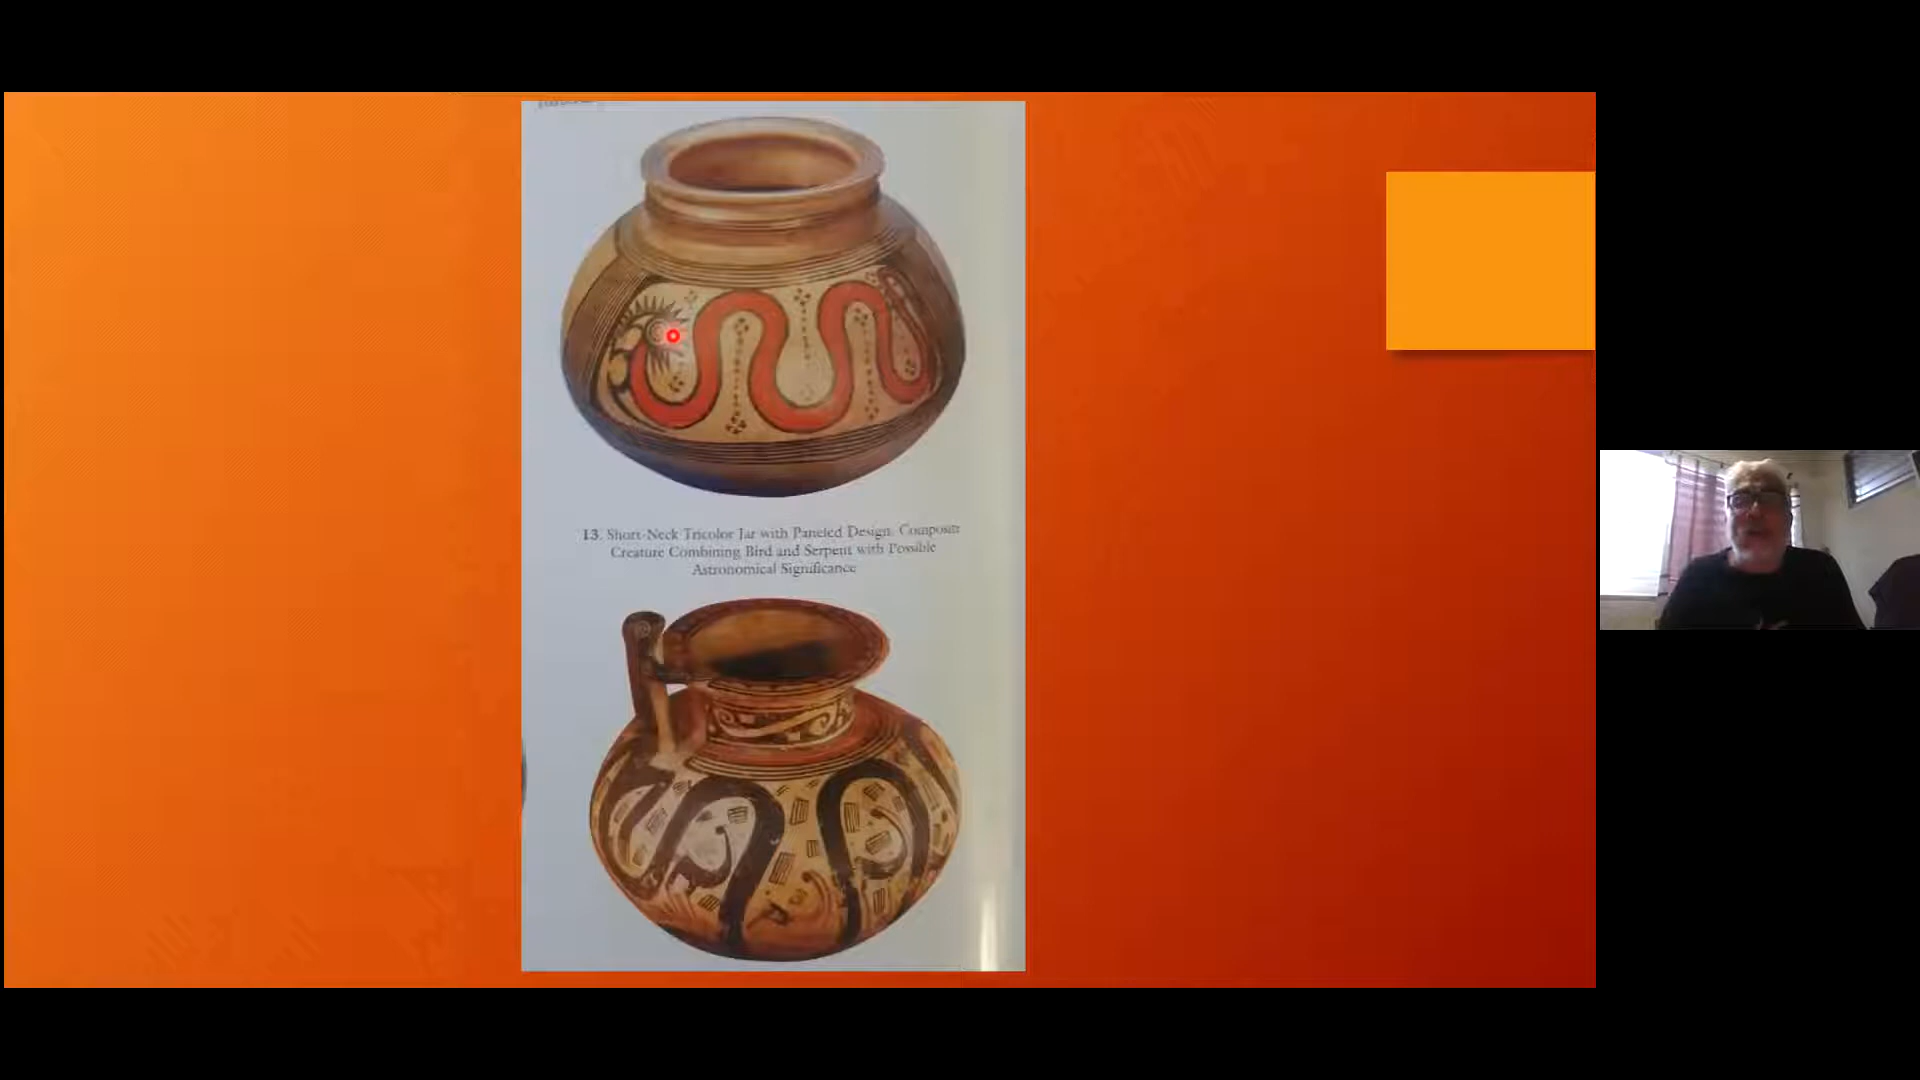 13. Short-Neck Tricolor Jar with Paneled Design: Composite
Creature Combining Bird and Serpent with Possible
Astronomical Significance